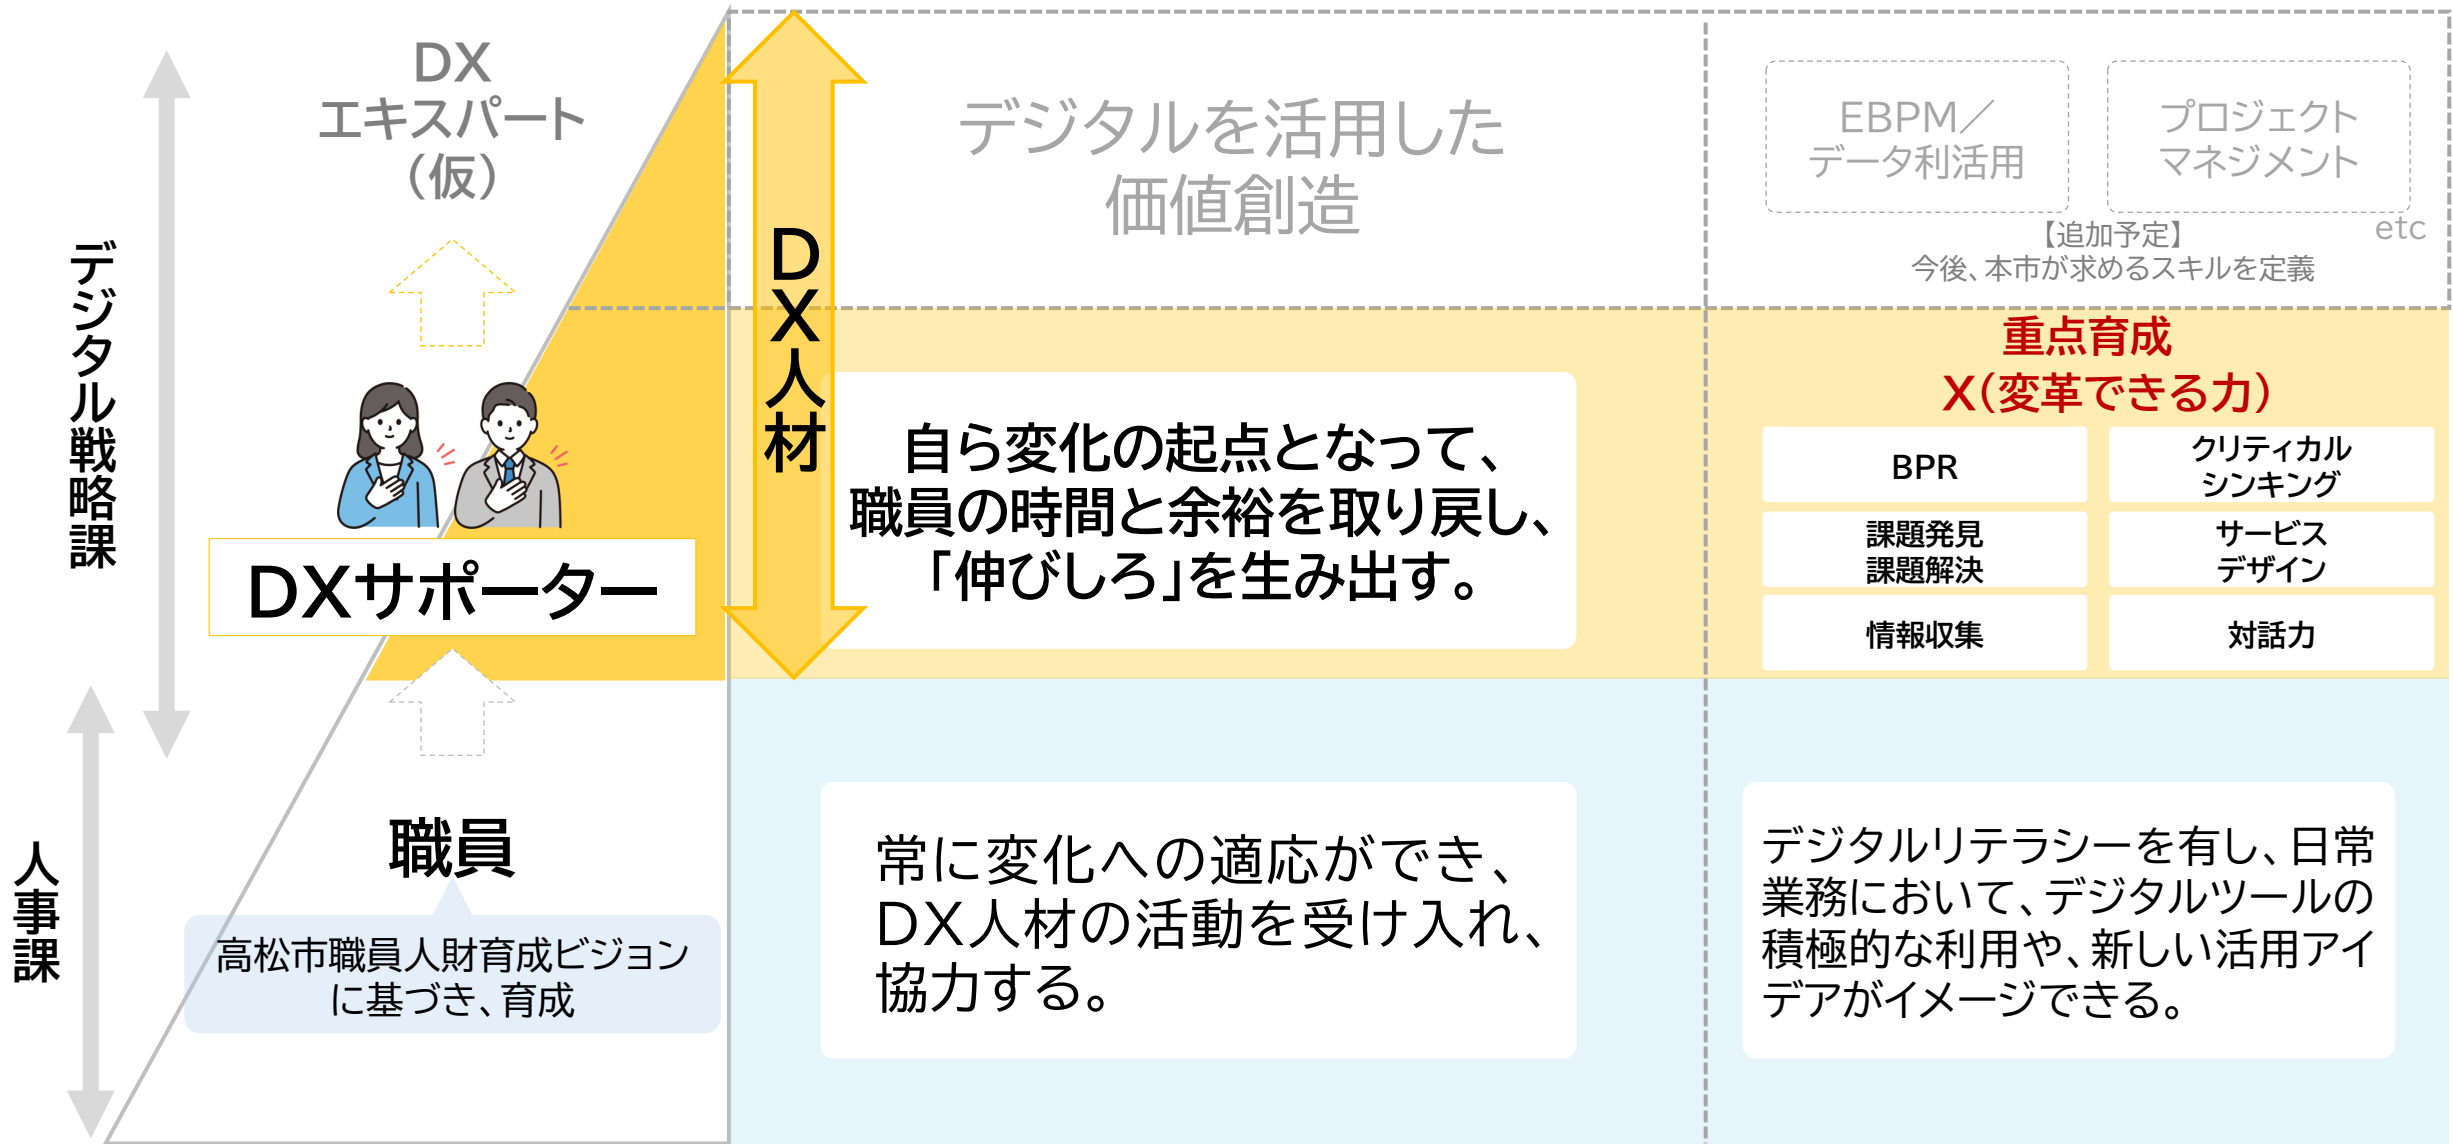 デジタル戦略課
人事課
DX
エキスパート
（仮）
DXサポーター
職員
高松市職員人財育成ビジョン
に基づき、育成
DX人材
デジタルを活用した
価値創造
自ら変化の起点となって、
職員の時間と余裕を取り戻し、
「伸びしろ」を生み出す。
常に変化への適応ができ、
DX人材の活動を受け入れ、
協力する。
EBPM／
データ利活用
プロジェクト
マネジメント
etc
【追加予定】
今後、本市が求めるスキルを定義
重点育成
X（変革できる力）
BPR
クリティカル
シンキング
課題発見
課題解決
サービス
デザイン
情報収集
対話力
デジタルリテラシーを有し、日常
業務において、デジタルツールの
積極的な利用や、新しい活用アイ
デアがイメージできる。